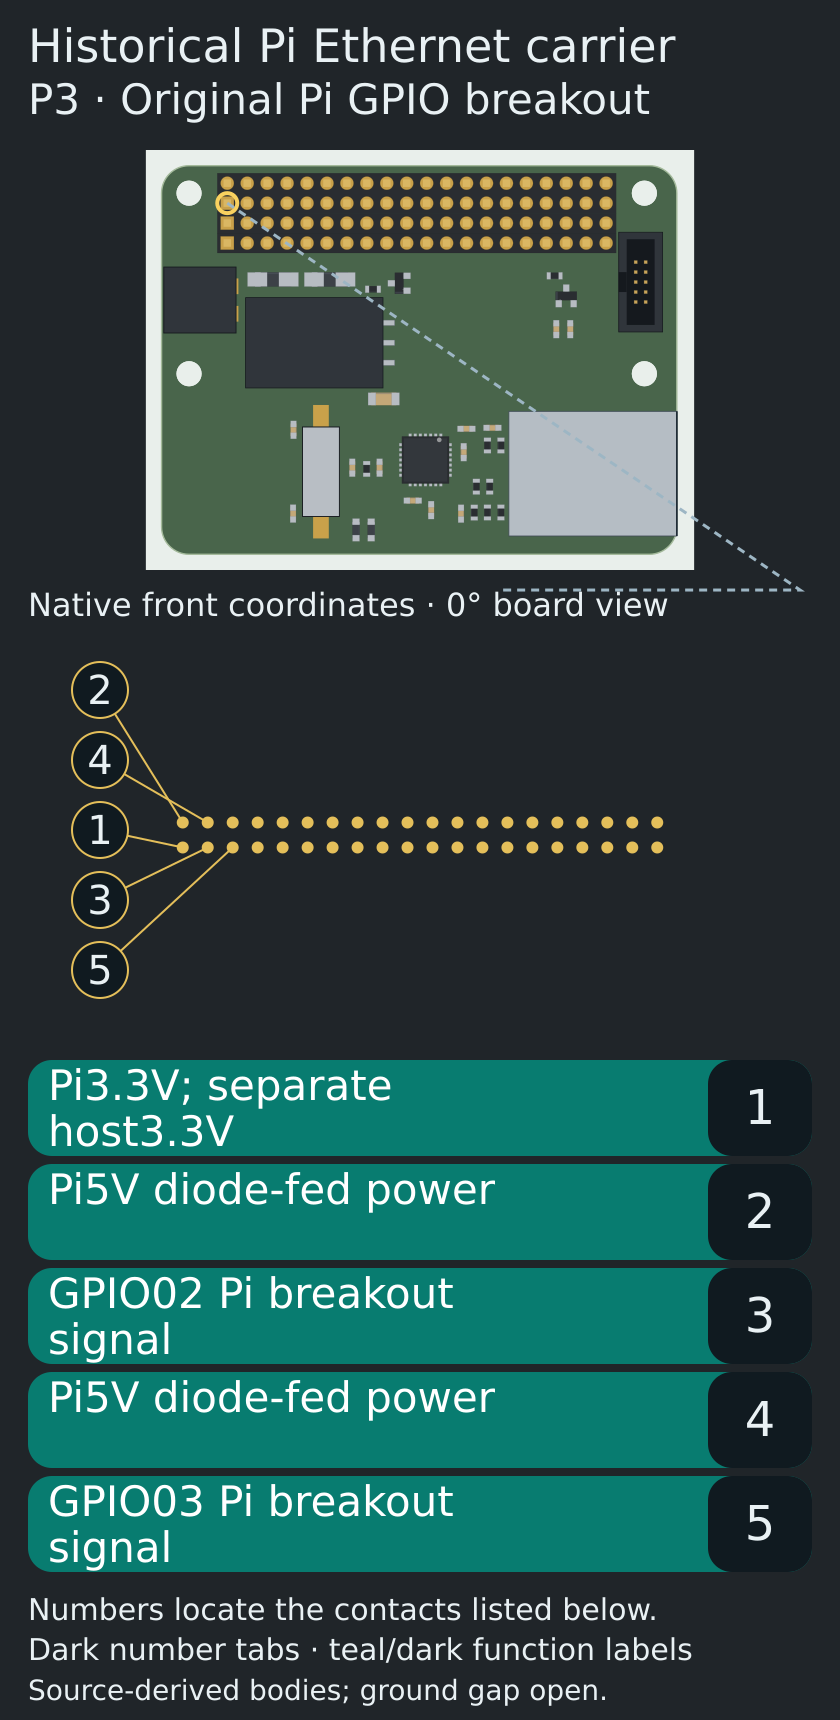 Historical Pi Ethernet carrier
P3 · Original Pi GPIO breakout
Native front coordinates · 0° board view
2
4
1
3
5
Pi3.3V; separate
host3.3V
1
Pi5V diode-fed power
2
GPIO02 Pi breakout
signal
3
Pi5V diode-fed power
4
GPIO03 Pi breakout
signal
5
Numbers locate the contacts listed below.
Dark number tabs · teal/dark function labels
Source-derived bodies; ground gap open.